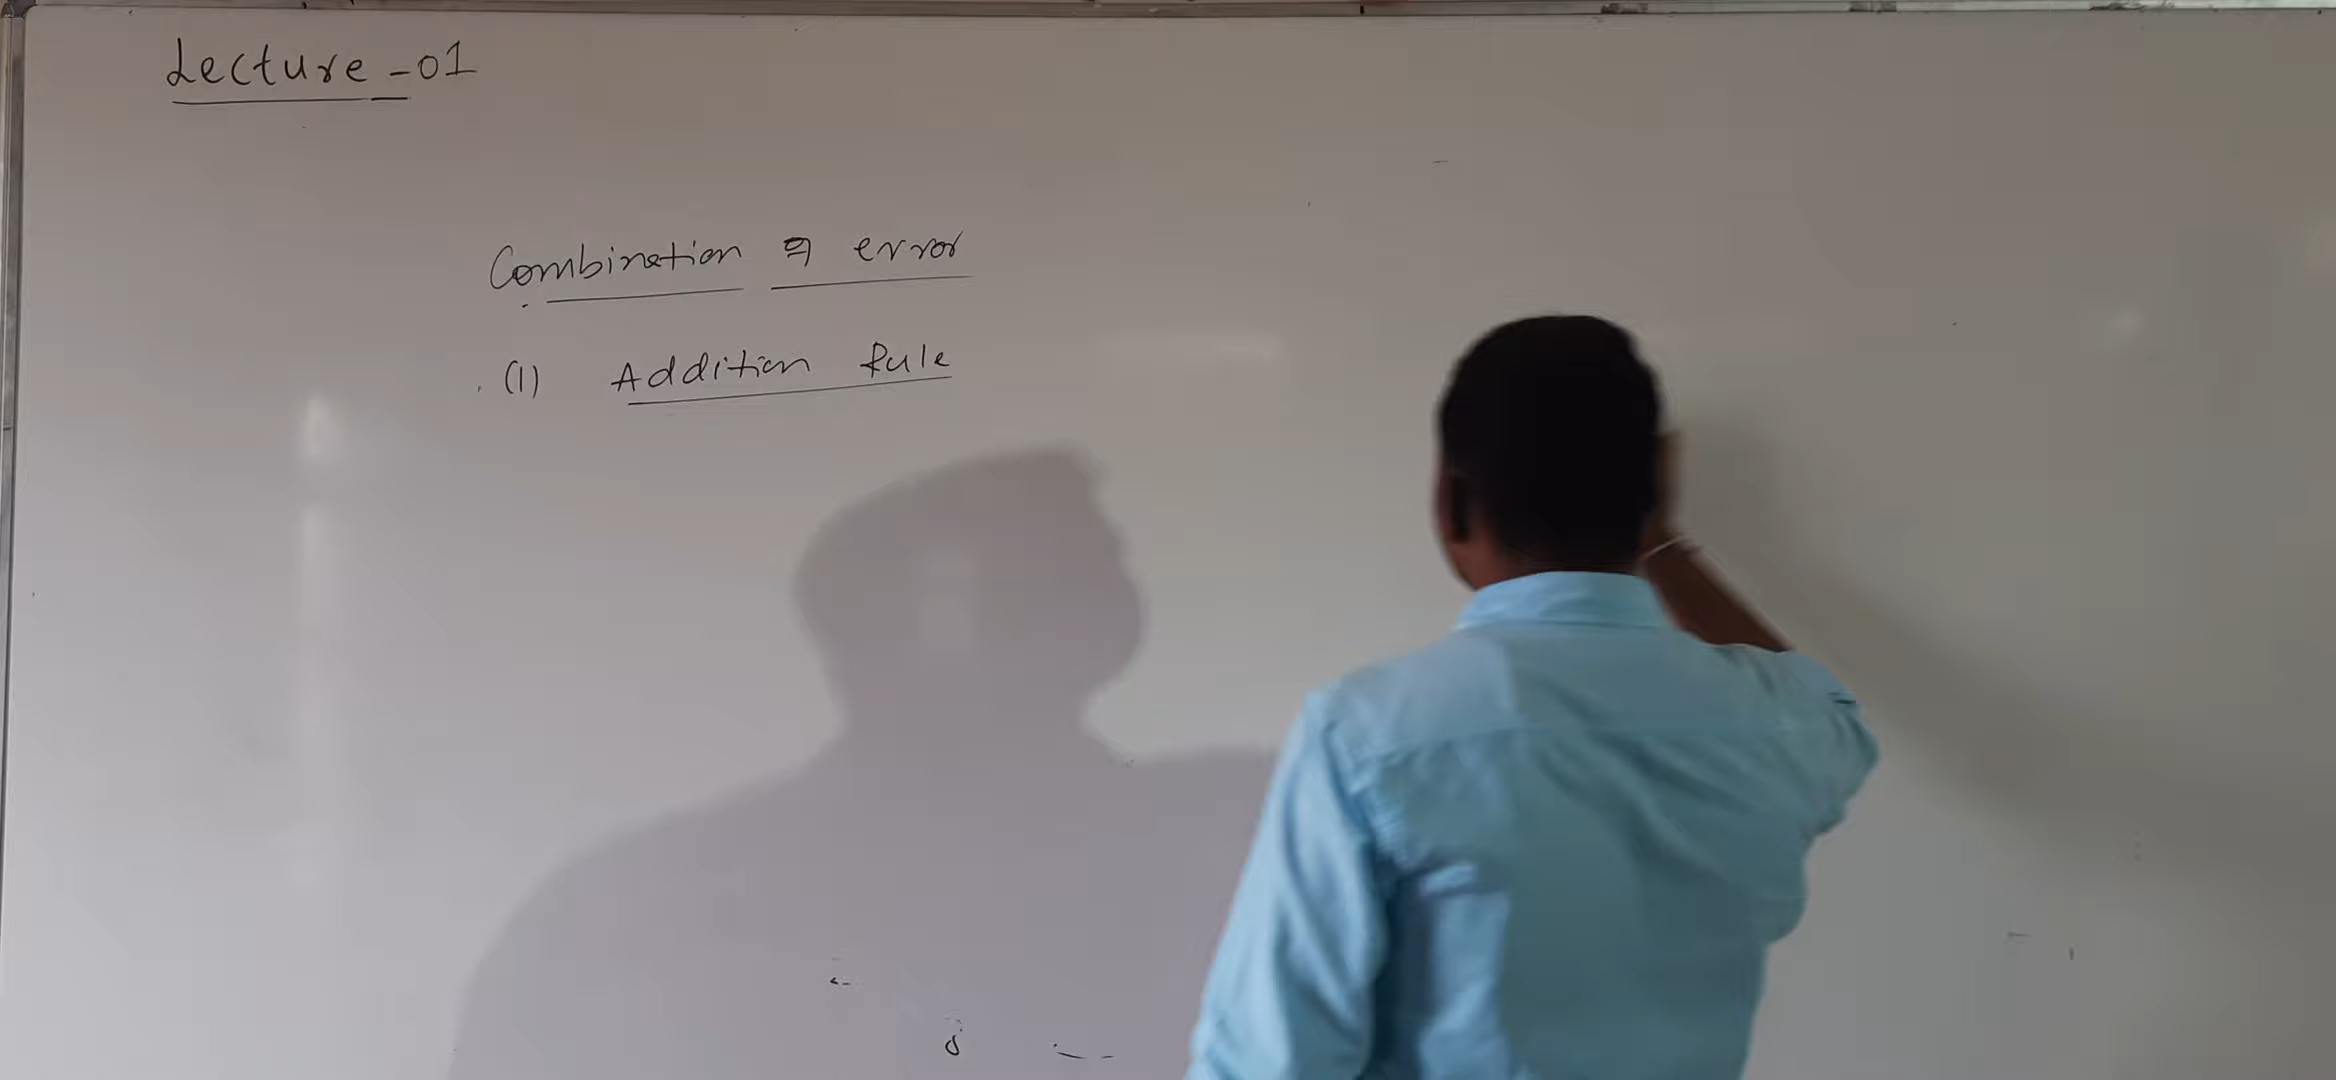 Lecture - 01
Combination of error
(1) Addition Rule